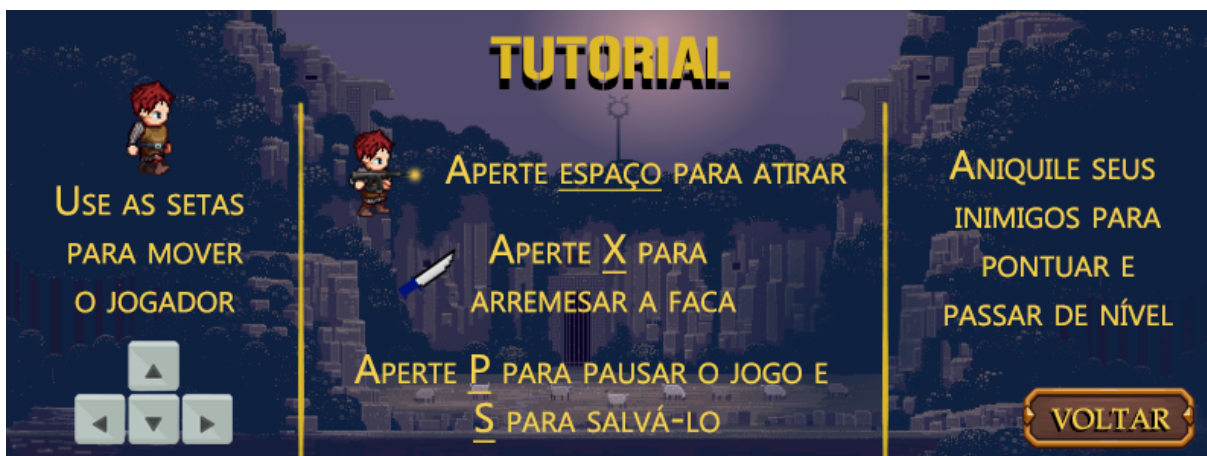 TUTORIAL
USE AS SETAS
PARA MOVER
O JOGADOR
APERTE ESPAÇO PARA ATIRAR
APERTE X PARA
ARREMESAR A FACA
APERTE P PARA PAUSAR O JOGO E
S PARA SALVÁ-LO
ANIQUILE SEUS
INIMIGOS PARA
PONTUAR E
PASSAR DE NÍVEL
VOLTAR